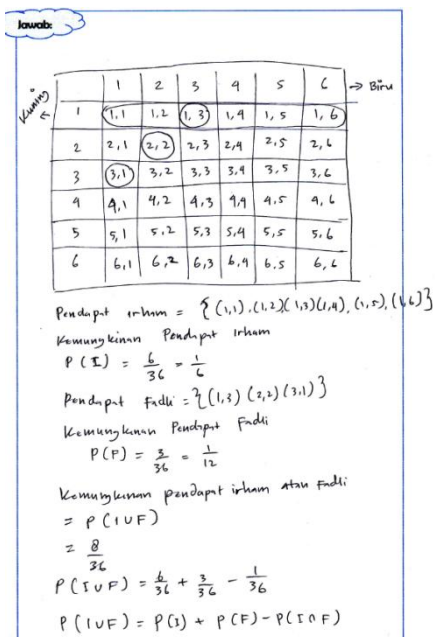 Jawab:
1 2 3 4 5 6 → Biru
Kuning ←
1 1,1 1,2 1,3 1,4 1,5 1,6
2 2,1 2,2 2,3 2,4 2,5 2,6
3 3,1 3,2 3,3 3,4 3,5 3,6
4 4,1 4,2 4,3 4,4 4,5 4,6
5 5,1 5,2 5,3 5,4 5,5 5,6
6 6,1 6,2 6,3 6,4 6,5 6,6
Pendapat irham = {(1,1),(1,2)(1,3)(1,4),(1,5),(1,6)}
Kemungkinan Pendapat Irham
P(I) = 6/36 = 1/6
Pendapat Fadli = {(1,3)(2,2)(3,1)}
Kemungkinan Pendapat Fadli
P(F) = 3/36 = 1/12
Kemungkinan pendapat irham atau Fadli
= P(IUF)
= 8/36
P(IUF) = 6/36 + 3/36 - 1/36
P(IUF) = P(I) + P(F) - P(I∩F)